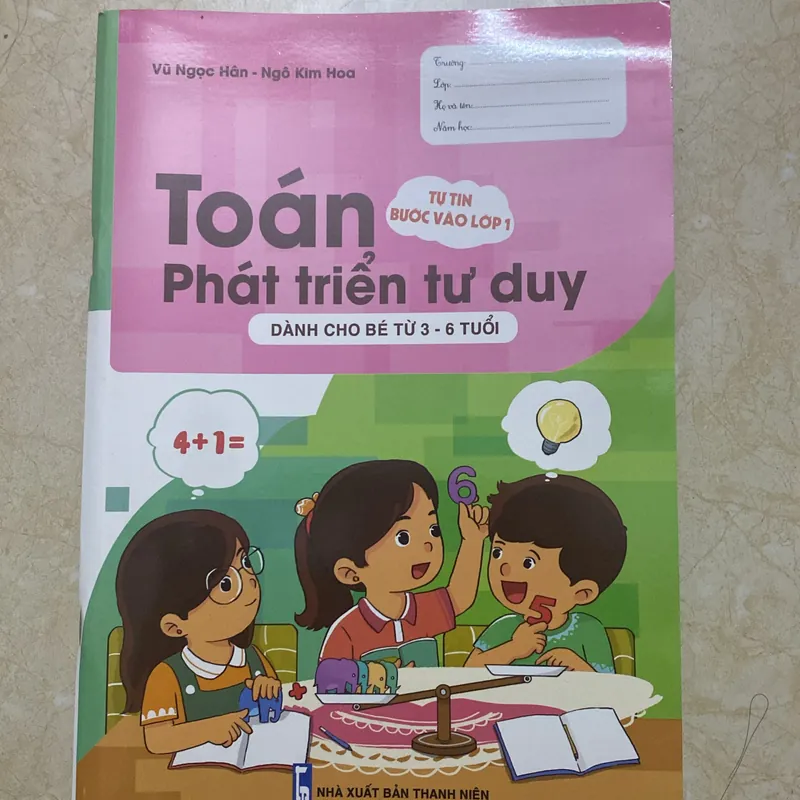 Vũ Ngọc Hân - Ngô Kim Hoa
Trường:
Lớp:
Họ và tên:
Năm học:
Toán
TỰ TIN
BƯỚC VÀO LỚP 1
Phát triển tư duy
DÀNH CHO BÉ TỪ 3 - 6 TUỔI
4+1=
6
5
+
NHÀ XUẤT BẢN THANH NIÊN